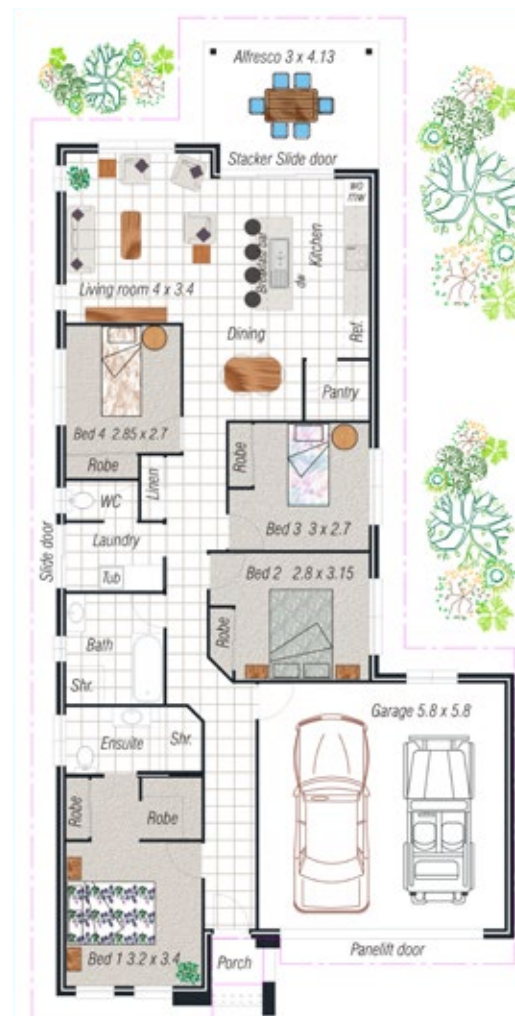 Alfresco 3 x 4.13
Stacker Slide door
wo
mw
Kitchen
Breakfast bar
dw
Living room 4 x 3.4
Dining
Ref.
Pantry
Bed 4 2.85 x 2.7
Robe
Linen
Robe
Bed 3 3 x 2.7
WC
Slide door
Laundry
Tub
Bed 2 2.8 x 3.15
Robe
Bath
Shr.
Garage 5.8 x 5.8
Ensuite
Shr.
Robe
Robe
Bed 1 3.2 x 3.4
Porch
Panelift door